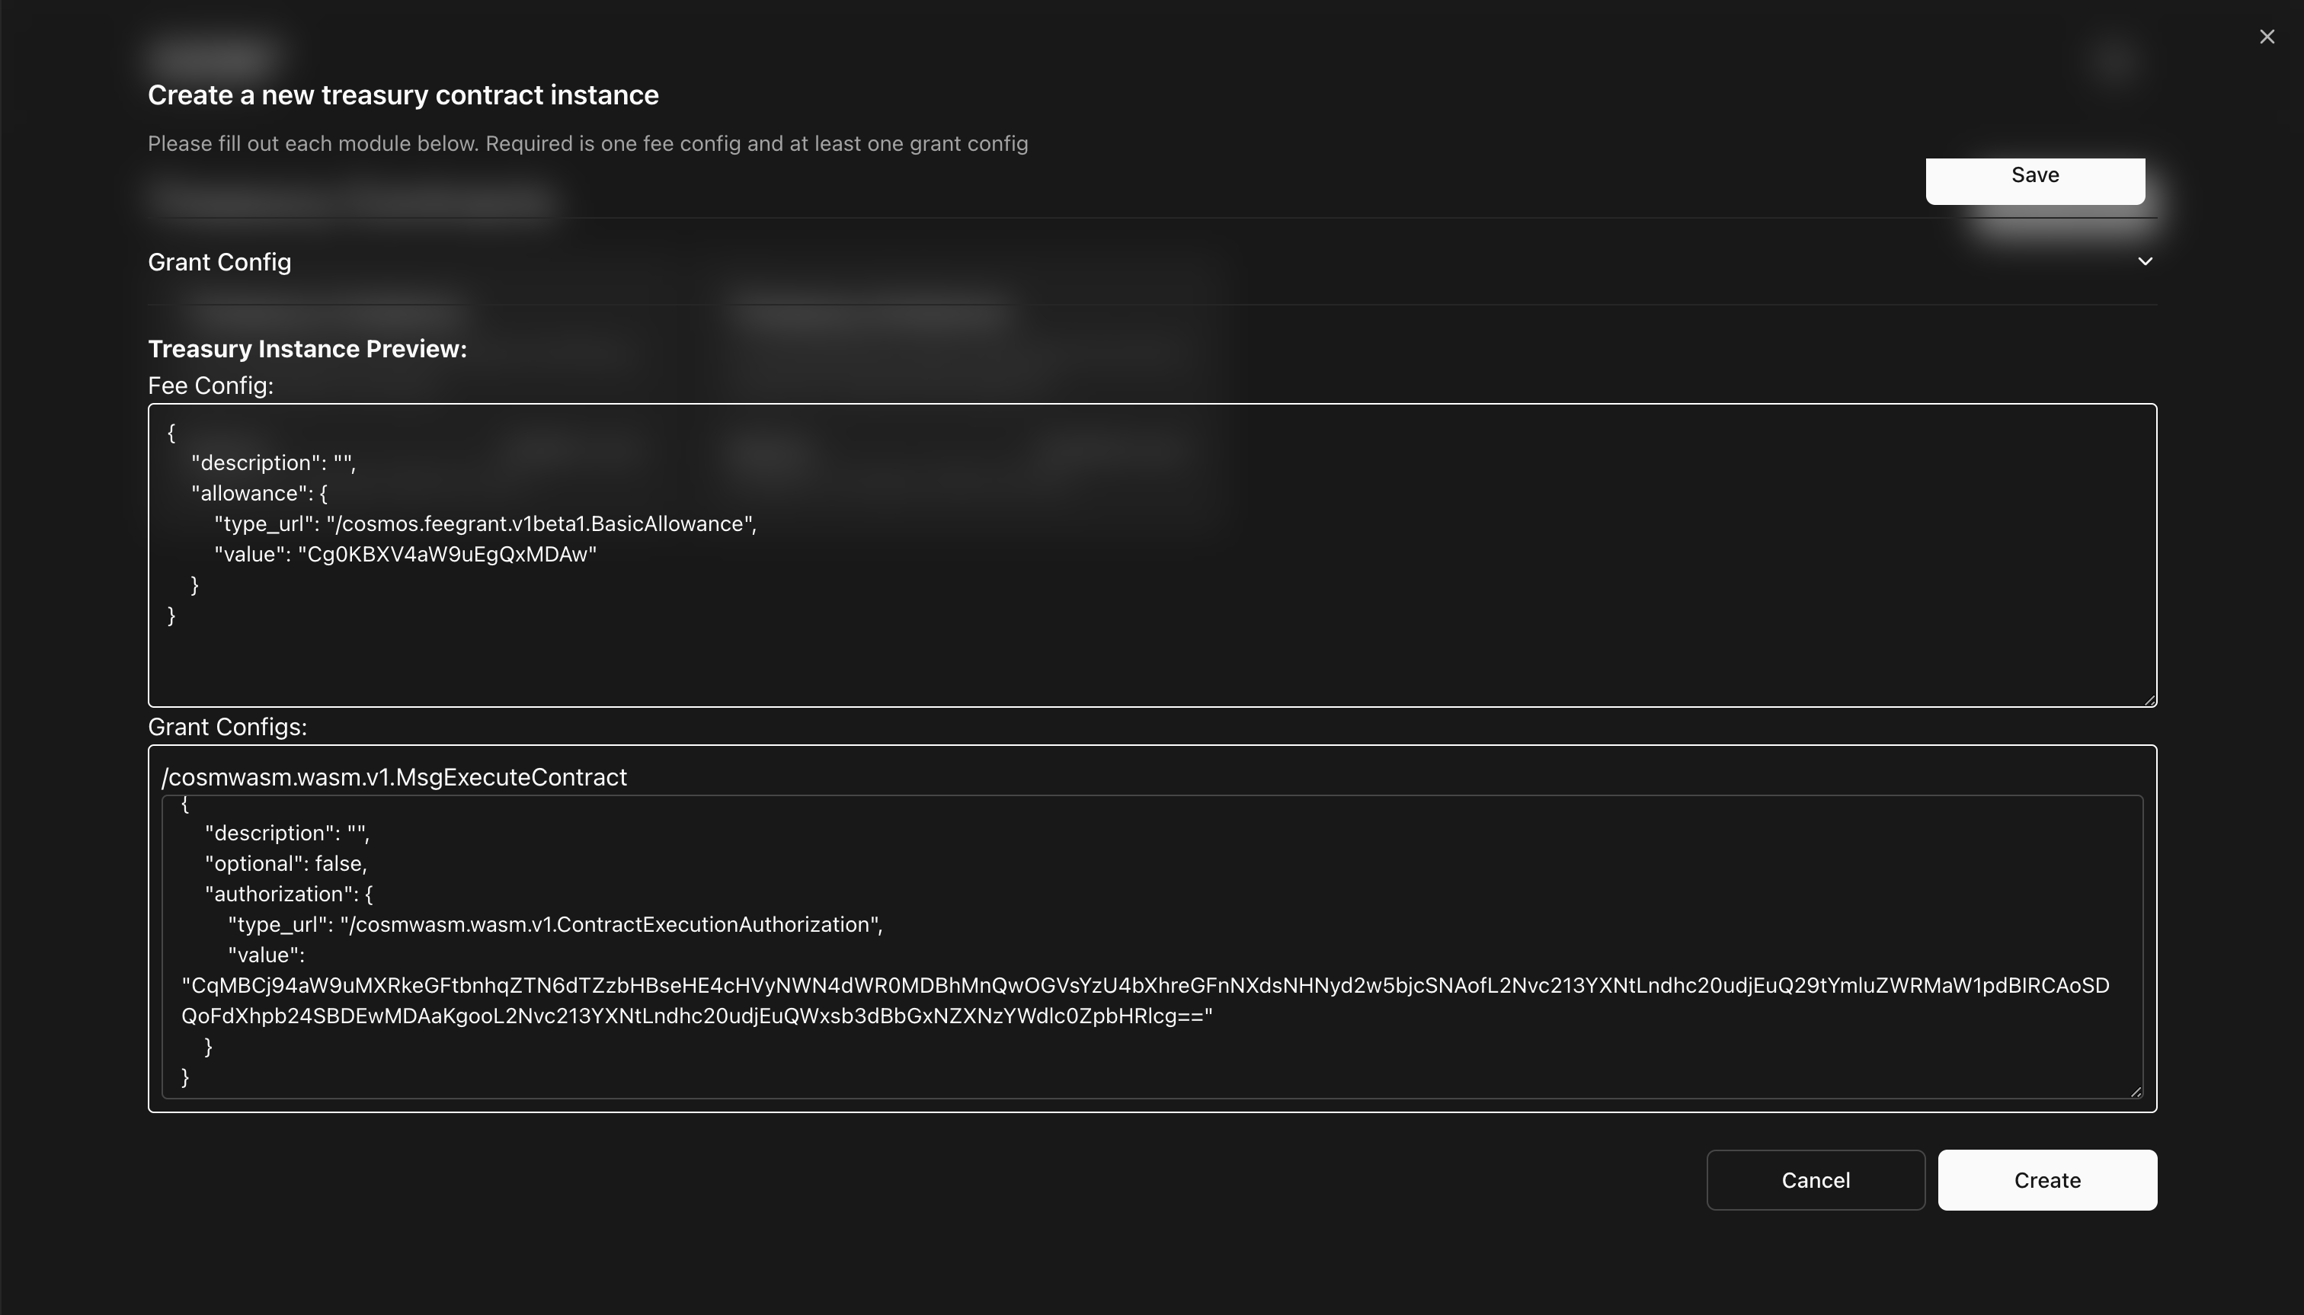 Create a new treasury contract instance
Please fill out each module below. Required is one fee config and at least one grant config
Save
Grant Config
Treasury Instance Preview:
Fee Config:
{
"description": "",
"allowance": {
"type_url": "/cosmos.feegrant.v1beta1.BasicAllowance",
"value": "Cg0KBXV4aW9uEgQxMDAw"
}
}
Grant Configs:
/cosmwasm.wasm.v1.MsgExecuteContract
{
"description": "",
"optional": false,
"authorization": {
"type_url": "/cosmwasm.wasm.v1.ContractExecutionAuthorization",
"value":
"CqMBCj94aW9uMXRkeGFtbnhqZTN6dTZzbHBseHE4cHVyNWN4dWR0MDBhMnQwOGVsYzU4bXhreGFnNXdsNHNyd2w5bjcSNAofL2Nvc213YXNtLndhc20udjEuQ29tYmluZWRMaW1pdBIRCAoSD
QoFdXhpb24SBDEwMDAaKgooL2Nvc213YXNtLndhc20udjEuQWxsb3dBbGxNZXNzYWdlc0ZpbHRlcg=="
}
}
Cancel
Create